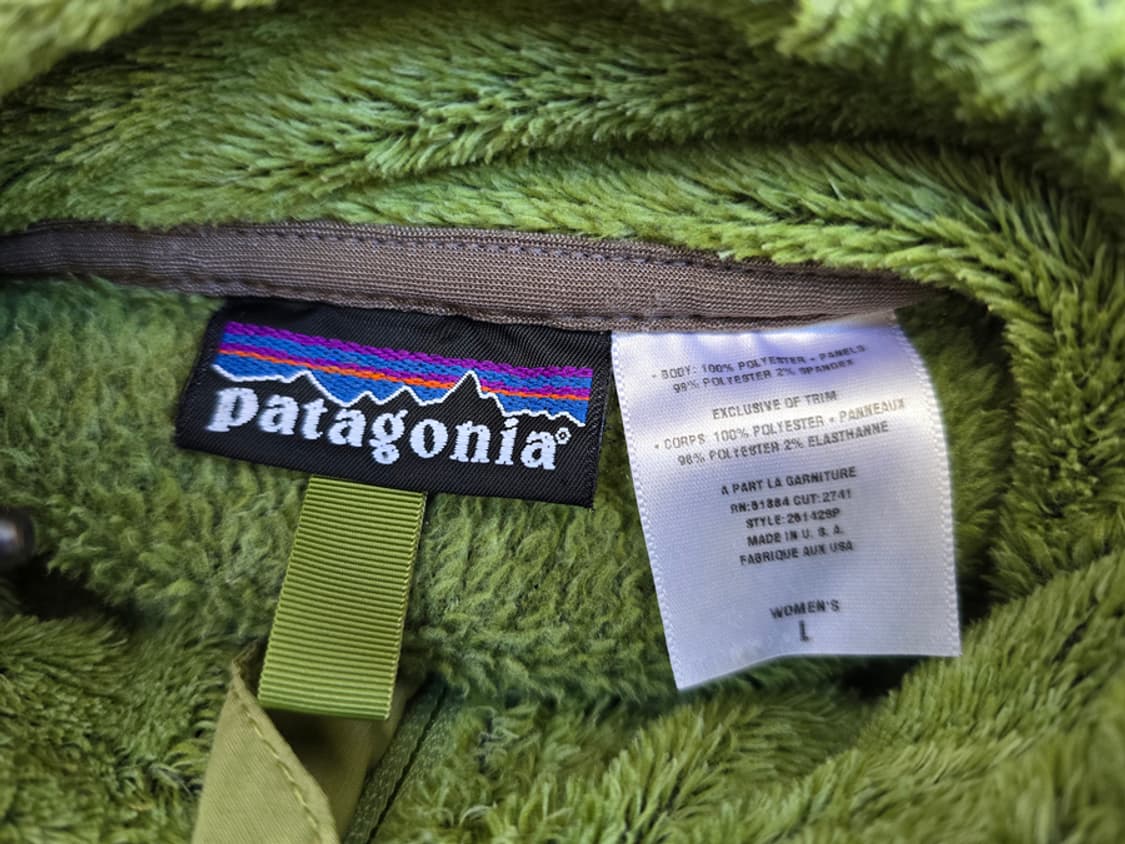 patagonia®
• BODY: 100% POLYESTER • PANELS:
98% POLYESTER 2% SPANDEX
EXCLUSIVE OF TRIM
• CORPS: 100% POLYESTER • PANNEAUX
98% POLYESTER 2% ELASTHANNE
A PART LA GARNITURE
RN:51884 CUT:2741
STYLE:
MADE IN U. S. A.
FABRIQUE AUX USA
WOMEN'S
L